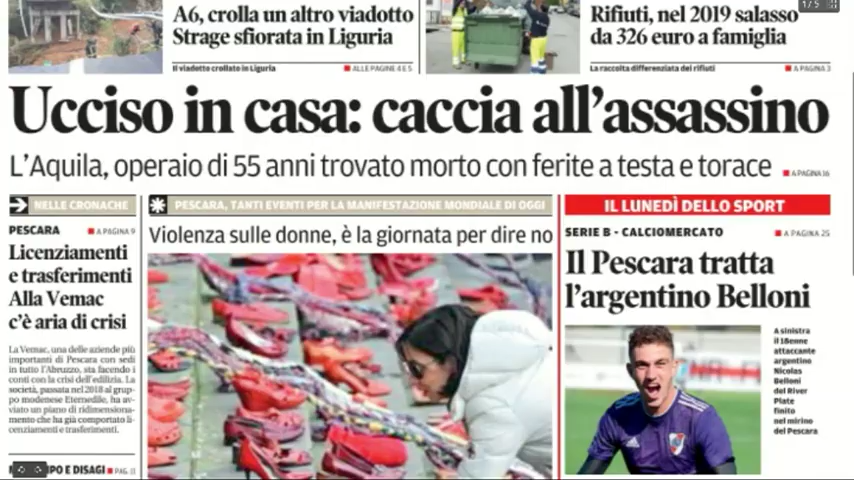 A6, crolla un altro viadotto
Strage sfiorata in Liguria
Il viadotto crollato in Liguria
ALLE PAGINE 4 E 5
Rifiuti, nel 2019 salasso
da 326 euro a famiglia
La raccolta differenziata dei rifiuti
A PAGINA 3
Ucciso in casa: caccia all'assassino
L'Aquila, operaio di 55 anni trovato morto con ferite a testa e torace
A PAGINA 16
NELLE CRONACHE
PESCARA
A PAGINA 9
Licenziamenti
e trasferimenti
Alla Vemac
c'è aria di crisi
La Vemac, una delle aziende più
importanti di Pescara con sedi
in tutto l'Abruzzo, sta facendo i
conti con la crisi dell'edilizia. La
società, passata nel 2018 al grup-
po modenese Eternedile, ha av-
viato un piano di ridimensiona-
mento che ha già comportato li-
cenziamenti e trasferimenti.
MPO E DISAGI
PAG. 11
PESCARA, TANTI EVENTI PER LA MANIFESTAZIONE MONDIALE DI OGGI
Violenza sulle donne, è la giornata per dire no
IL LUNEDÌ DELLO SPORT
SERIE B - CALCIOMERCATO
A PAGINA 25
Il Pescara tratta
l'argentino Belloni
A sinistra
il 18enne
attaccante
argentino
Nicolas
Belloni
del River
Plate
finito
nel mirino
del Pescara